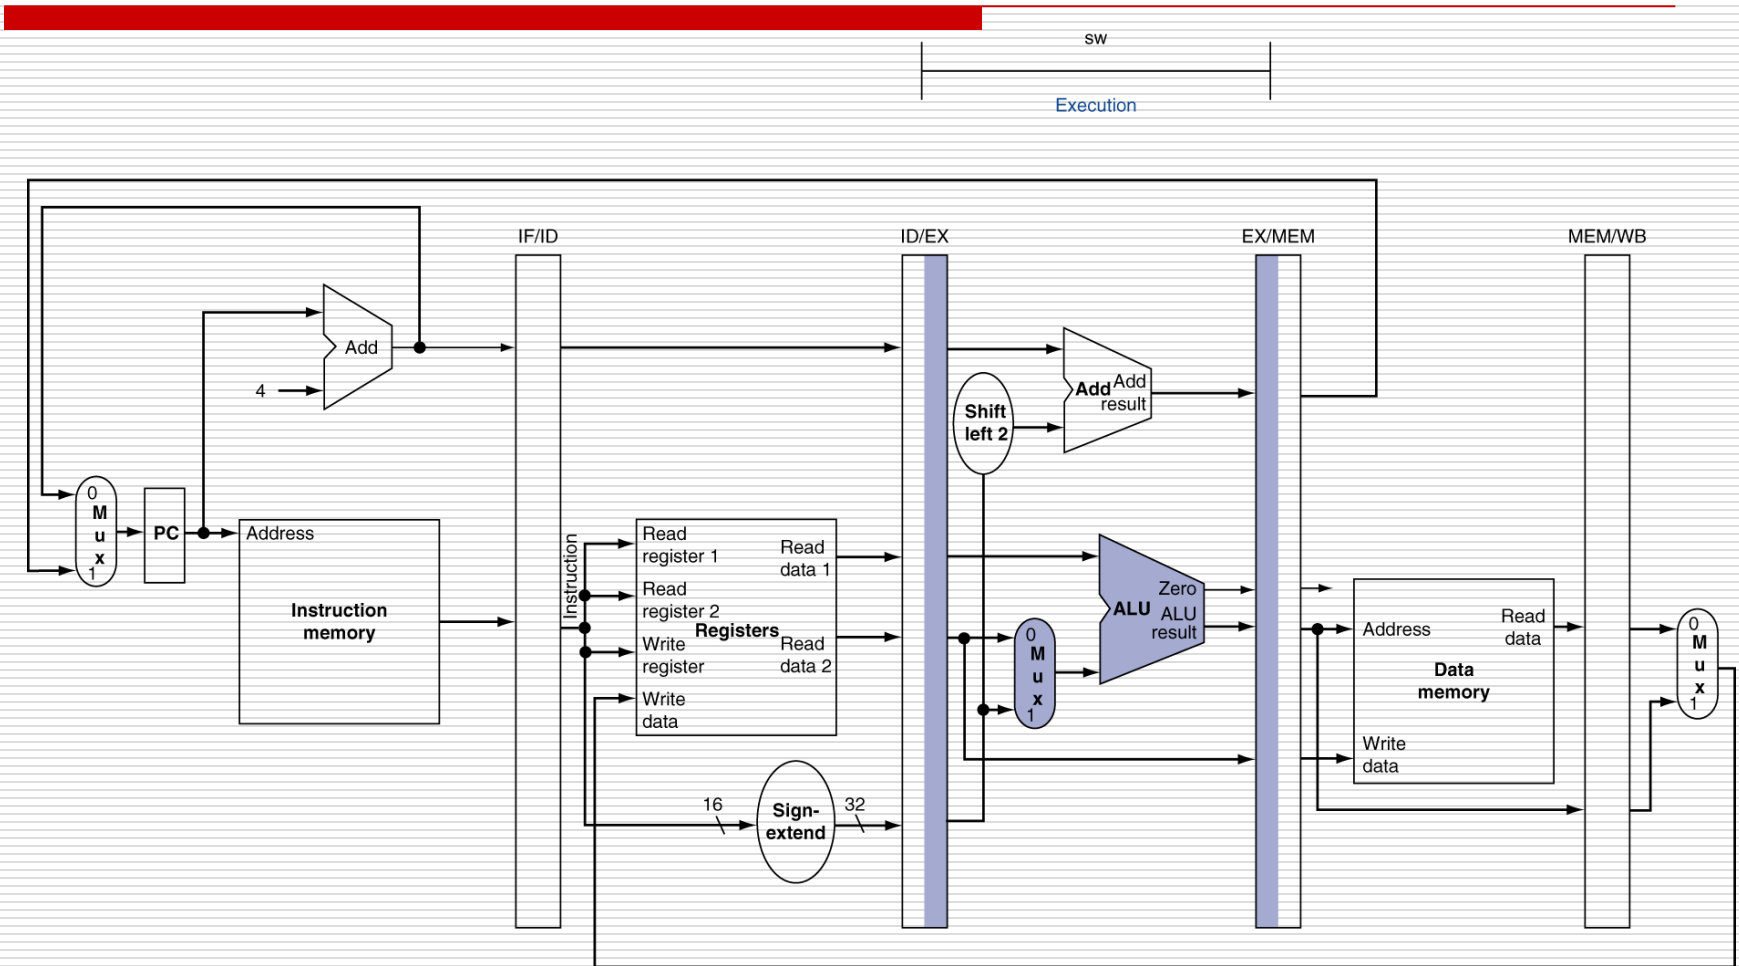 sw
Execution
IF/ID
ID/EX
EX/MEM
MEM/WB
Add
4
Shift
left 2
Add
Add
result
0
M
u
x
1
PC
Address
Instruction
memory
Instruction
Read
register 1
Read
register 2
Write
register
Write
data
Registers
Read
data 1
Read
data 2
16
Sign-
extend
32
0
M
u
x
1
ALU
Zero
ALU
result
Address
Read
data
Data
memory
Write
data
0
M
u
x
1